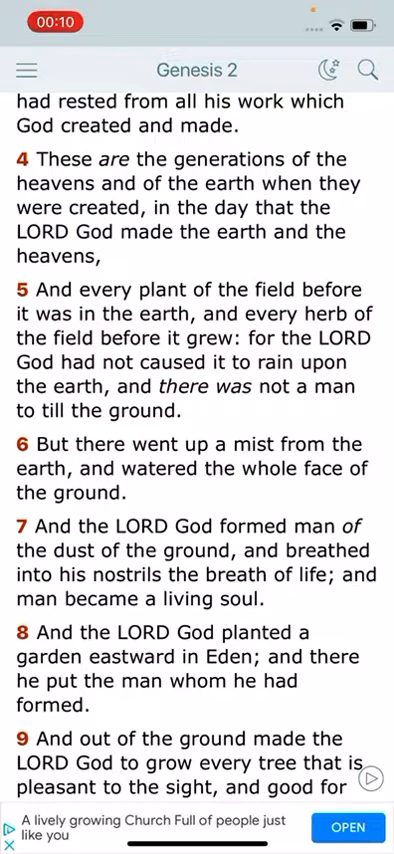 00:10
Genesis 2
had rested from all his work which
God created and made.
4 These are the generations of the
heavens and of the earth when they
were created, in the day that the
LORD God made the earth and the
heavens,
5 And every plant of the field before
it was in the earth, and every herb of
the field before it grew: for the LORD
God had not caused it to rain upon
the earth, and there was not a man
to till the ground.
6 But there went up a mist from the
earth, and watered the whole face of
the ground.
7 And the LORD God formed man of
the dust of the ground, and breathed
into his nostrils the breath of life; and
man became a living soul.
8 And the LORD God planted a
garden eastward in Eden; and there
he put the man whom he had
formed.
9 And out of the ground made the
LORD God to grow every tree that is
pleasant to the sight, and good for
A lively growing Church Full of people just
like you
OPEN